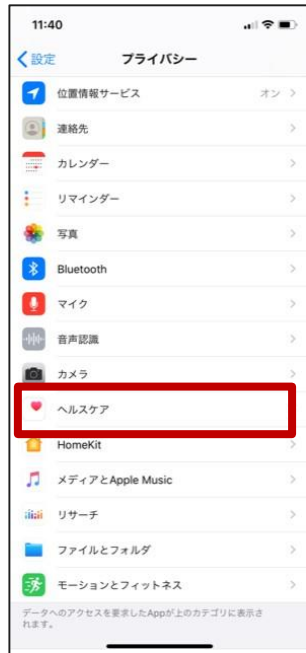 11:40
設定 プライバシー
位置情報サービス オン
連絡先
カレンダー
リマインダー
写真
Bluetooth
マイク
音声認識
カメラ
ヘルスケア
HomeKit
メディアとApple Music
リサーチ
ファイルとフォルダ
モーションとフィットネス
データへのアクセスを要求したAppが上のカテゴリに表示さ
れます。